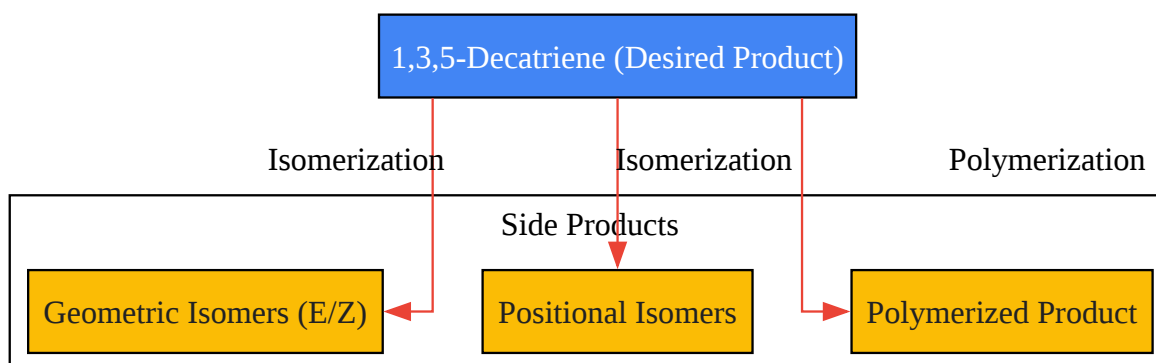 1,3,5-Decatriene (Desired Product)
Isomerization Isomerization Polymerization
Side Products
Geometric Isomers (E/Z) Positional Isomers Polymerized Product